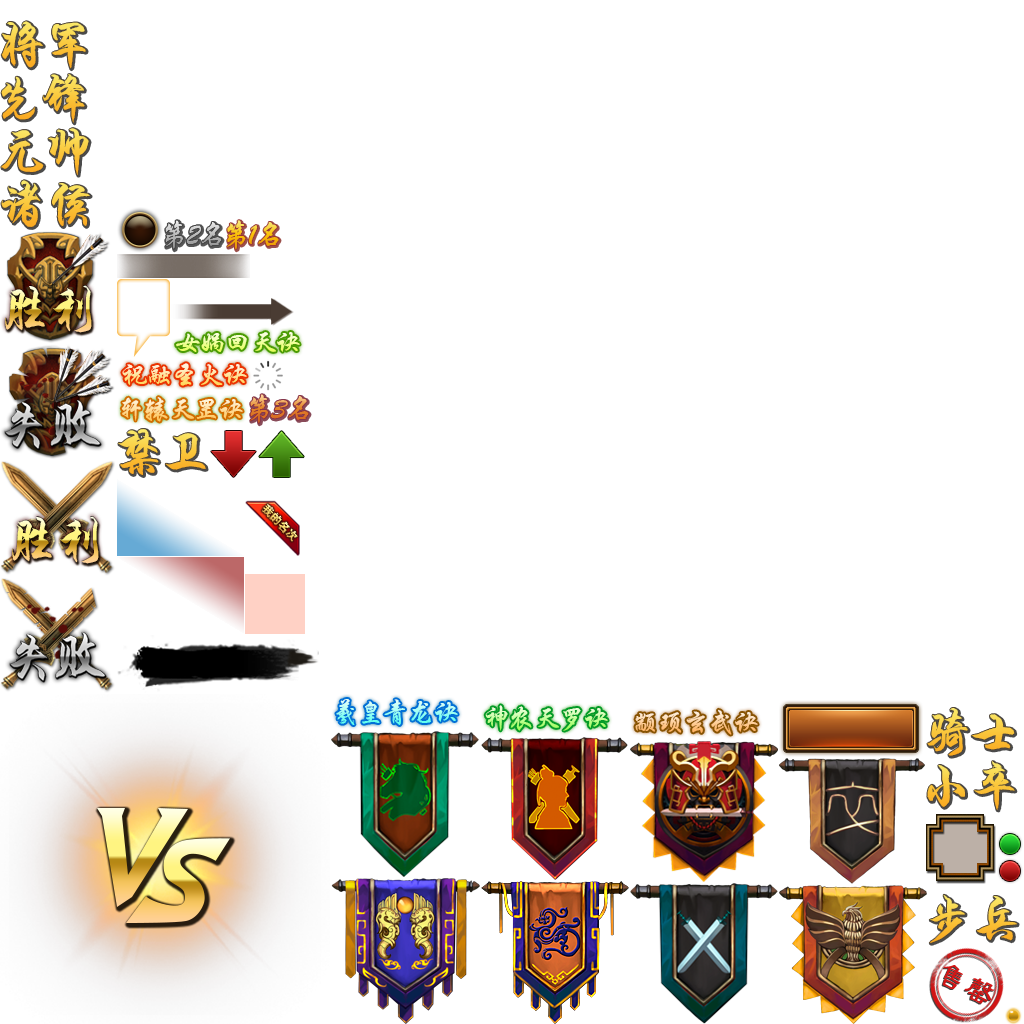 将军
先锋
元帅
诸侯
胜利
失败
胜利
失败
第2名
第1名
女娲回天诀
祝融圣火诀
轩辕天罡诀
第3名
梁卫
我的名次
VS
羲皇青龙诀
神农天罗诀
颛顼玄武诀
骑士
小卒
步兵
售罄